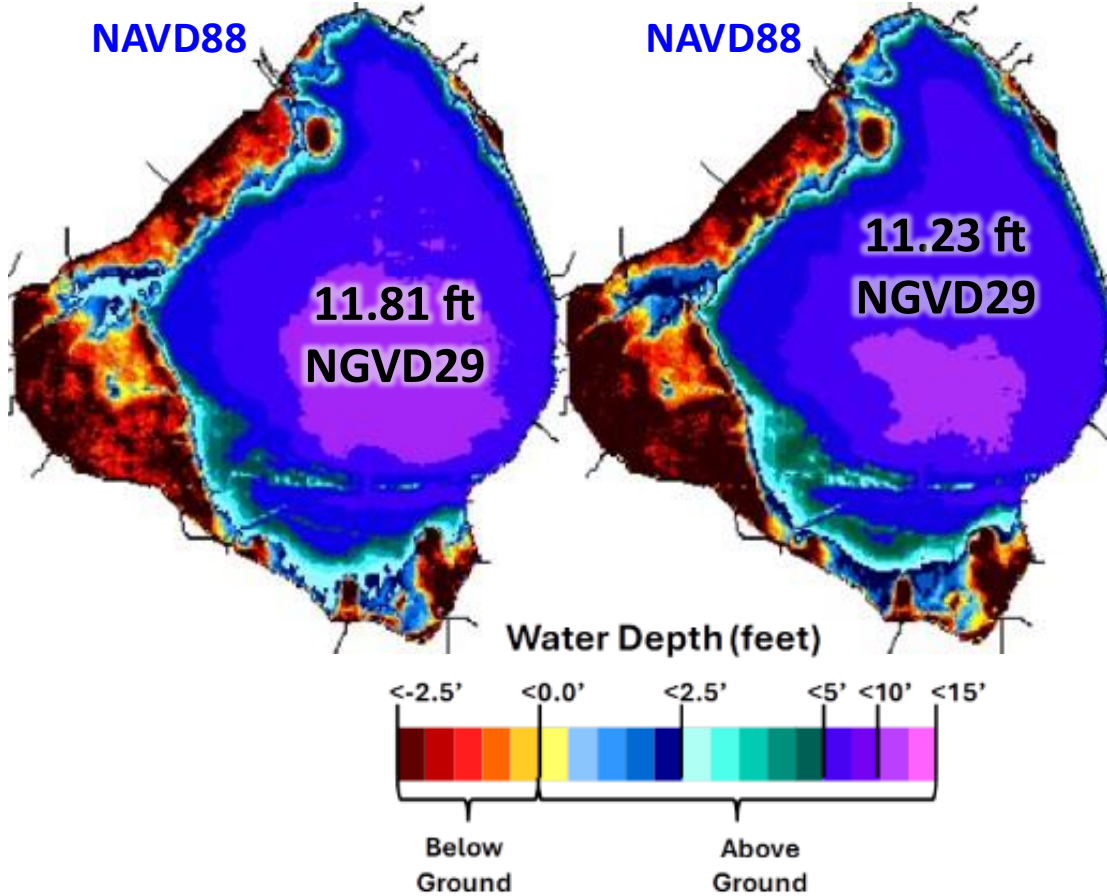 NAVD88
NAVD88
11.81 ft
NGVD29
11.23 ft
NGVD29
Water Depth (feet)
<-2.5’ <0.0’ <2.5’ <5’ <10’ <15’
Below
Ground
Above
Ground